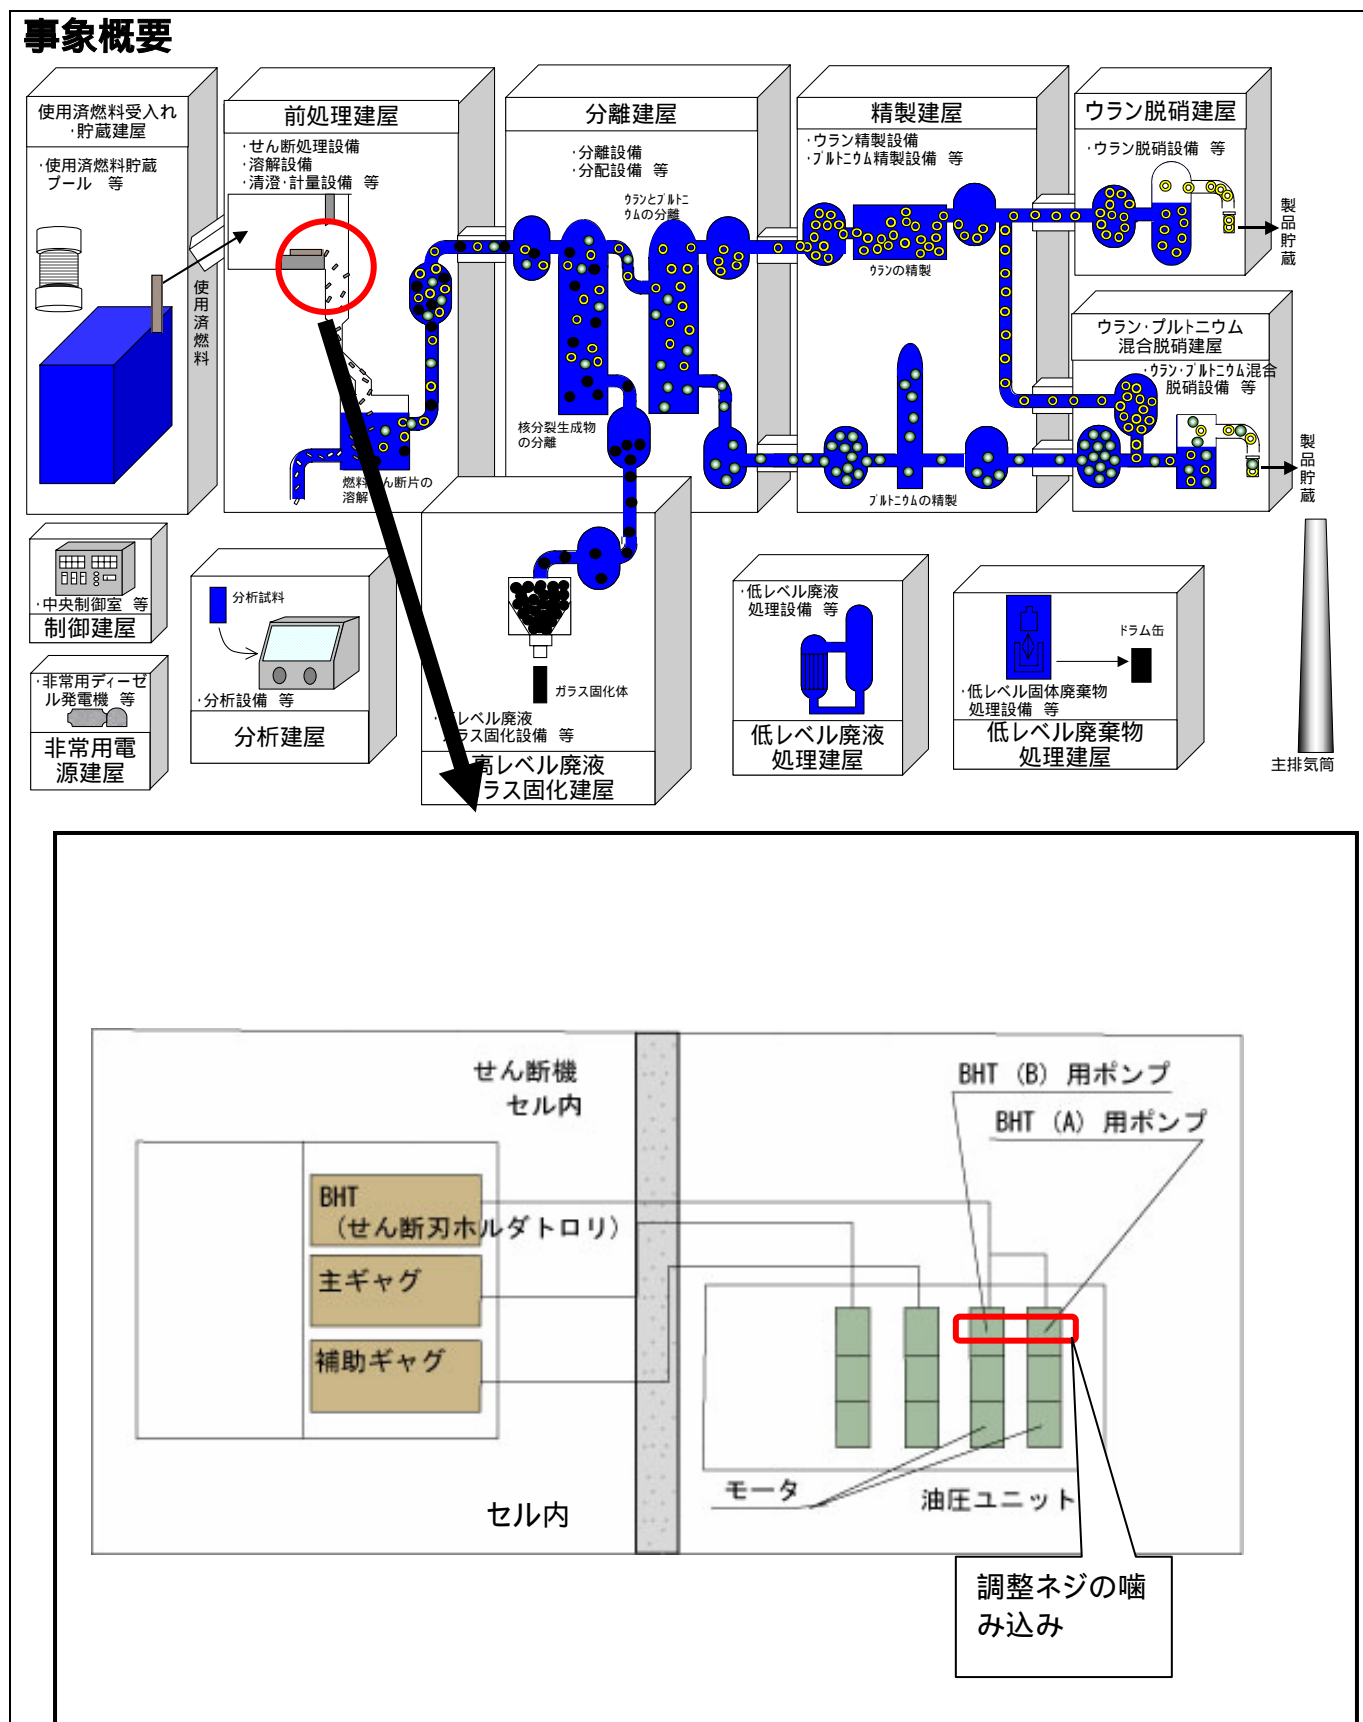 事象概要
使用済燃料受入れ
・貯蔵建屋
・使用済燃料貯蔵
プール 等
使用済燃料
前処理建屋
・せん断処理設備
・溶解設備
・清澄・計量設備 等
燃料せん断片の
溶解
分離建屋
・分離設備
・分配設備 等
ウランとプルトニ
ウムの分離
核分裂生成物
の分離
精製建屋
・ウラン精製設備
・プルトニウム精製設備 等
ウランの精製
プルトニウムの精製
ウラン脱硝建屋
・ウラン脱硝設備 等
製品貯蔵
ウラン・プルトニウム
混合脱硝建屋
・ウラン・プルトニウム混合
脱硝設備 等
製品貯蔵
・中央制御室 等
制御建屋
・非常用ディーゼ
ル発電機 等
非常用電
源建屋
分析試料
・分析設備 等
分析建屋
ガラス固化体
レベル廃液
ラス固化設備 等
高レベル廃液
ラス固化建屋
・低レベル廃液
処理設備 等
低レベル廃液
処理建屋
ドラム缶
・低レベル固体廃棄物
処理設備 等
低レベル廃棄物
処理建屋
主排気筒
せん断機
セル内
BHT (B) 用ポンプ
BHT (A) 用ポンプ
BHT
(せん断刃ホルダトロリ)
主ギャグ
補助ギャグ
モータ
油圧ユニット
セル内
調整ネジの噛
み込み